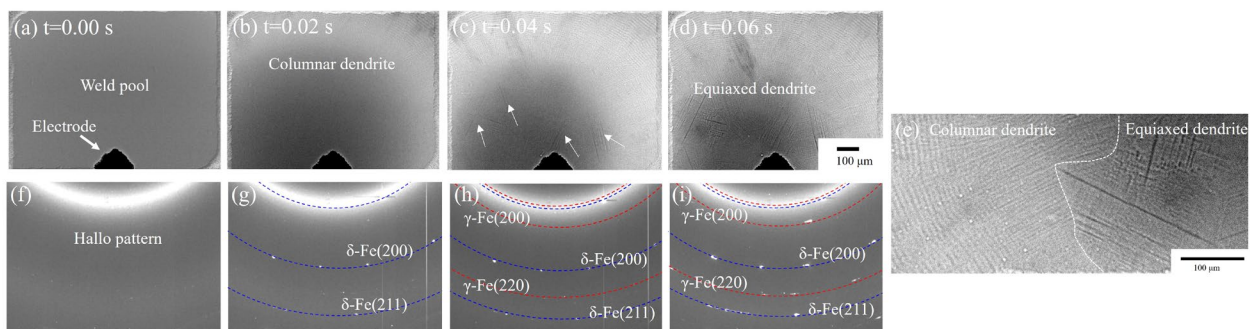 (a) t=0.00 s
Weld pool
Electrode
(b) t=0.02 s
Columnar dendrite
(c) t=0.04 s
(d) t=0.06 s
Equiaxed dendrite
100 μm
(e)
Columnar dendrite
Equiaxed dendrite
100 μm
(f)
Hallo pattern
(g)
δ-Fe(200)
δ-Fe(211)
(h)
γ-Fe(200)
δ-Fe(200)
γ-Fe(220)
δ-Fe(211)
(i)
γ-Fe(200)
δ-Fe(200)
γ-Fe(220)
δ-Fe(211)